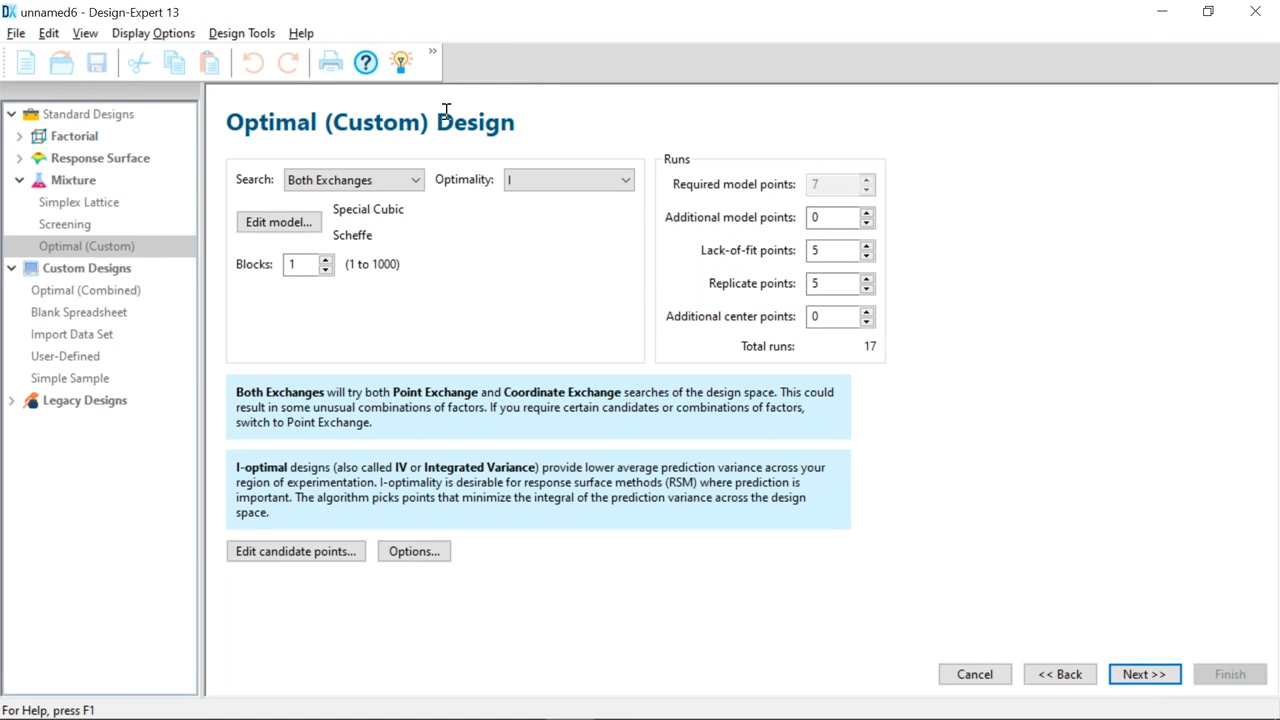 unnamed6 - Design-Expert 13
File Edit View Display Options Design Tools Help
»
Standard Designs
Factorial
Response Surface
Mixture
Simplex Lattice
Screening
Optimal (Custom)
Custom Designs
Optimal (Combined)
Blank Spreadsheet
Import Data Set
User-Defined
Simple Sample
Legacy Designs
Optimal (Custom) Design
Search: Both Exchanges Optimality: I
Edit model... Special Cubic
Scheffe
Blocks: 1 (1 to 1000)
Runs
Required model points: 7
Additional model points: 0
Lack-of-fit points: 5
Replicate points: 5
Additional center points: 0
Total runs: 17
Both Exchanges will try both Point Exchange and Coordinate Exchange searches of the design space. This could
result in some unusual combinations of factors. If you require certain candidates or combinations of factors,
switch to Point Exchange.
I-optimal designs (also called IV or Integrated Variance) provide lower average prediction variance across your
region of experimentation. I-optimality is desirable for response surface methods (RSM) where prediction is
important. The algorithm picks points that minimize the integral of the prediction variance across the design
space.
Edit candidate points... Options...
Cancel << Back Next >> Finish
For Help, press F1